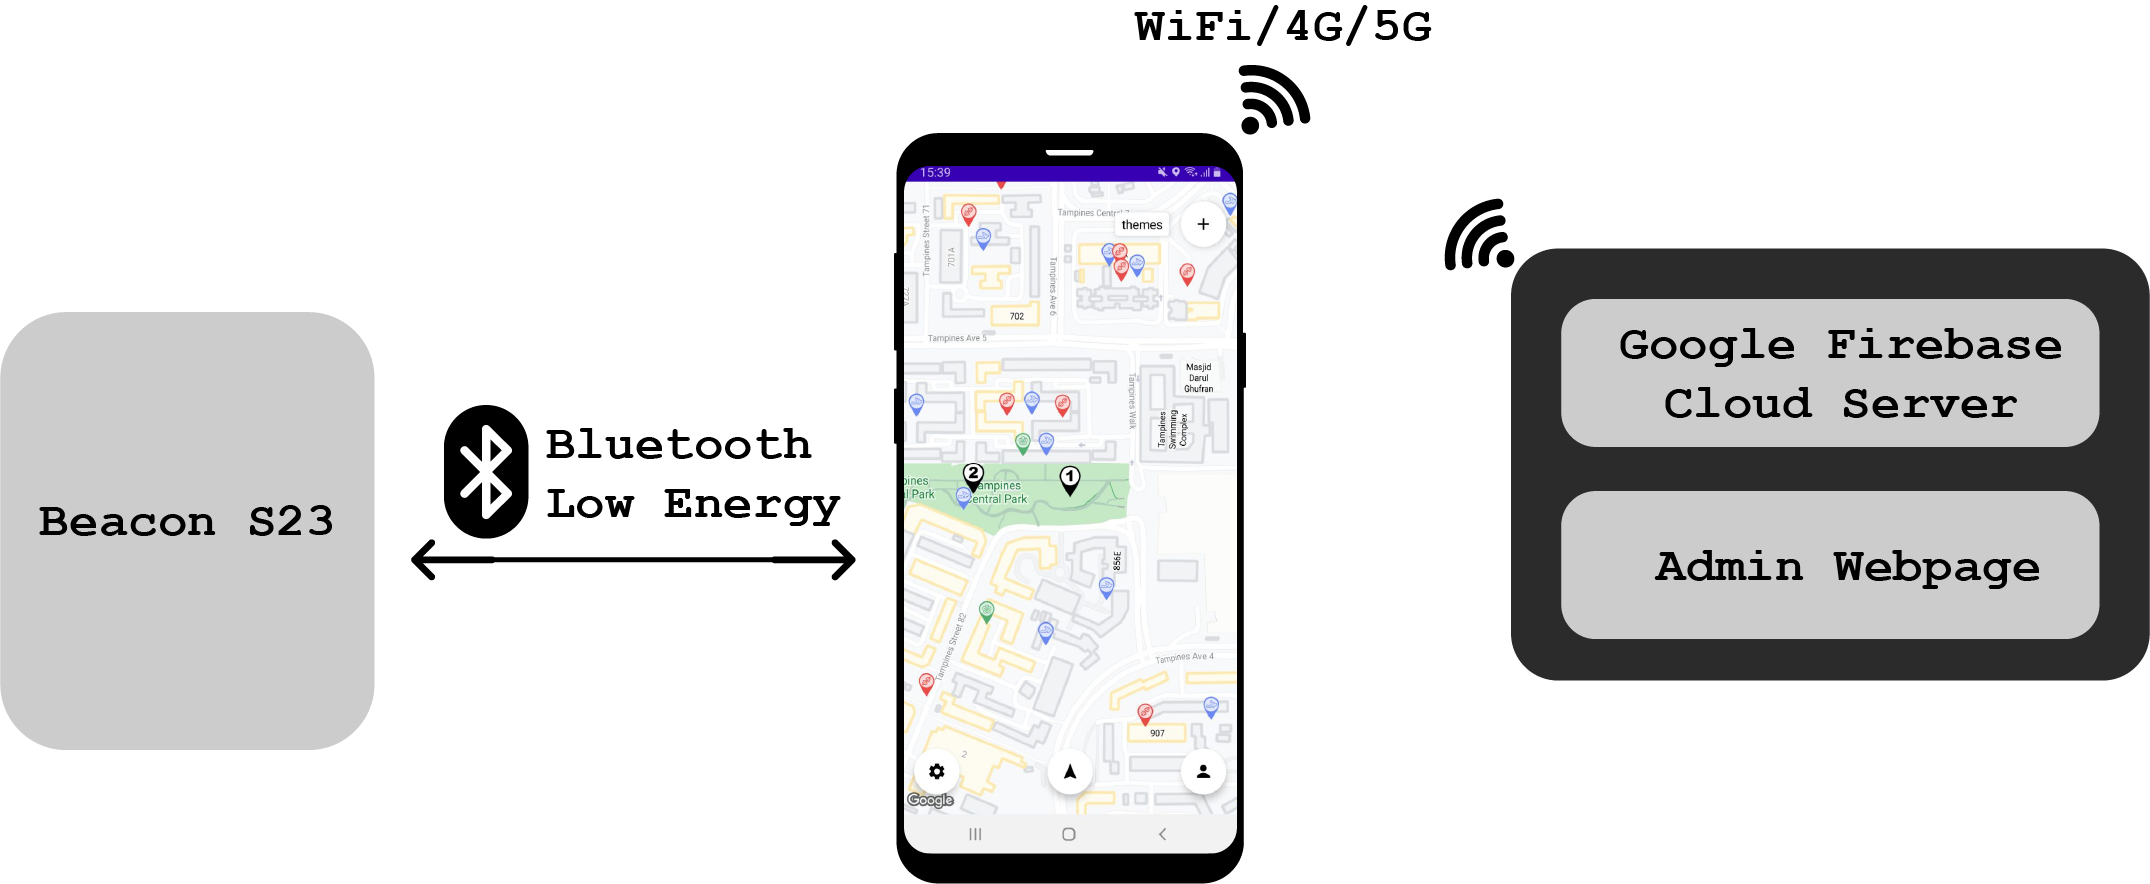 WiFi/4G/5G
15:39
Tampines Street 71
Tampines Central 7
themes
+
701A
727A
Tampines Ave 6
702
Tampines Ave 5
Masjid
Darul
Ghufran
Tampines Walk
Tampines
Swimming
Complex
2
1
pines
l Park
Tampines
Central Park
856E
Tampines Street 82
Tampines Ave 4
907
2
Google
Beacon S23
Bluetooth
Low Energy
Google Firebase
Cloud Server
Admin Webpage